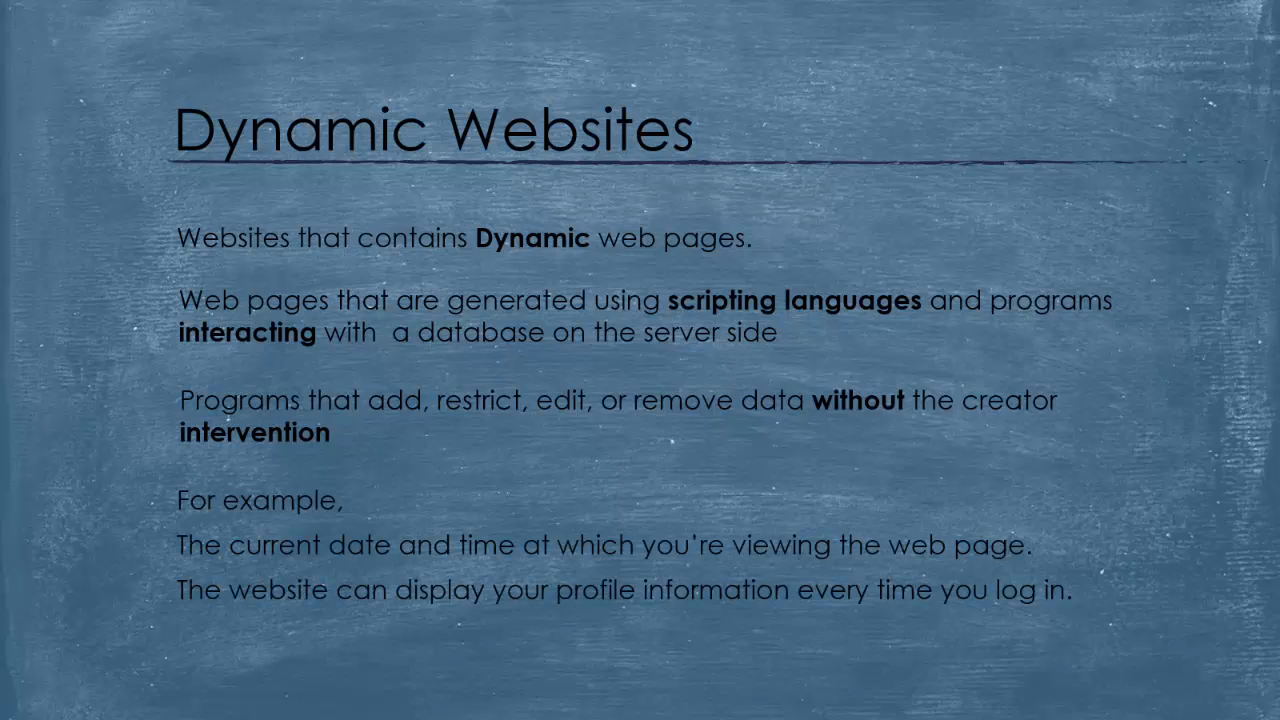 Dynamic Websites
Websites that contains Dynamic web pages.
Web pages that are generated using scripting languages and programs
interacting with  a database on the server side
Programs that add, restrict, edit, or remove data without the creator
intervention
For example,
The current date and time at which you’re viewing the web page.
The website can display your profile information every time you log in.